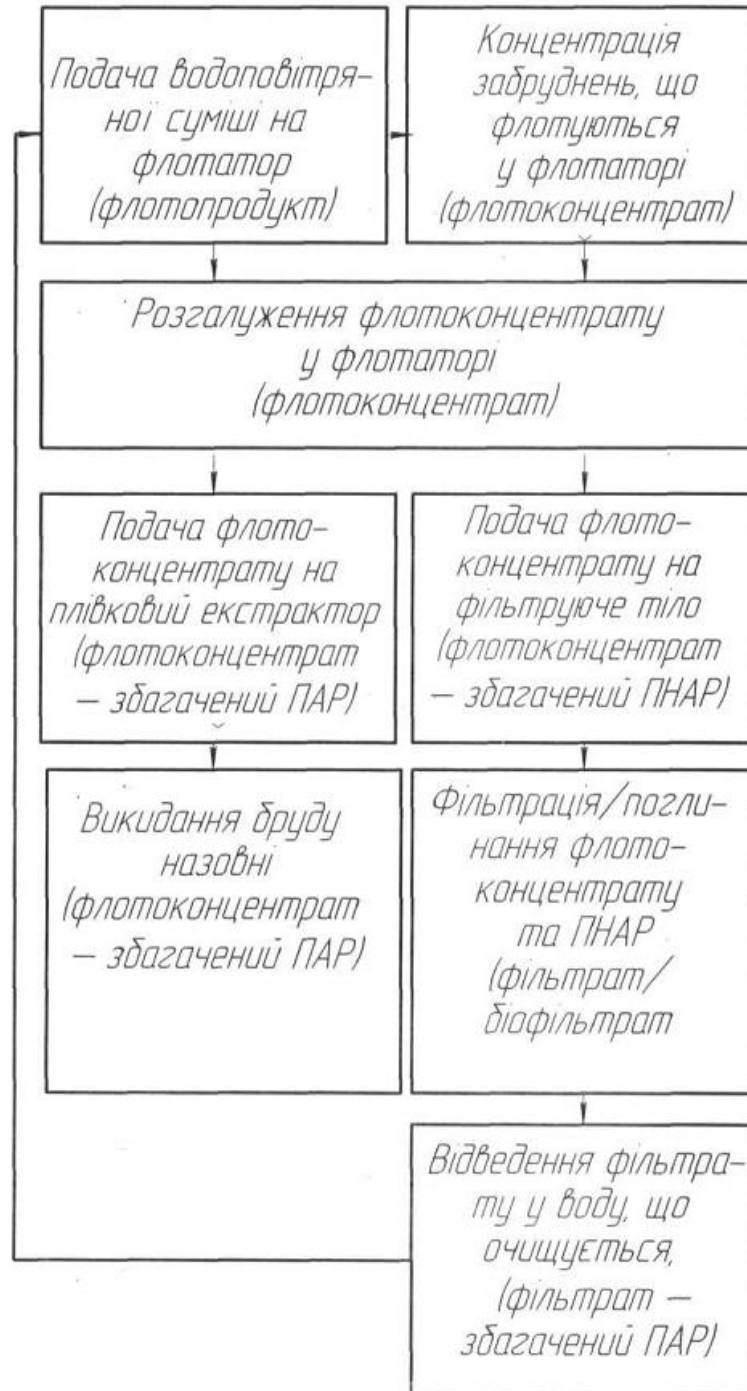 Подача водоповітря-
ної суміші на
флотатор
(флотопродукт)
Концентрація
забруднень, що
флотуються
у флотаторі
(флотоконцентрат)
Розгалуження флотоконцентрату
у флотаторі
(флотоконцентрат)
Подача флото-
концентрату на
плівковий екстрактор
(флотоконцентрат
— збагачений ПАР)
Подача флото-
концентрату на
фільтруюче тіло
(флотоконцентрат
— збагачений ПНАР)
Викидання бруду
назовні
(флотоконцентрат
— збагачений ПАР)
Фільтрація/погли-
нання флото-
концентрату
та ПНАР
(фільтрат/
біофільтрат
Відведення фільтра-
ту у воду, що
очищується,
(фільтрат —
збагачений ПАР)